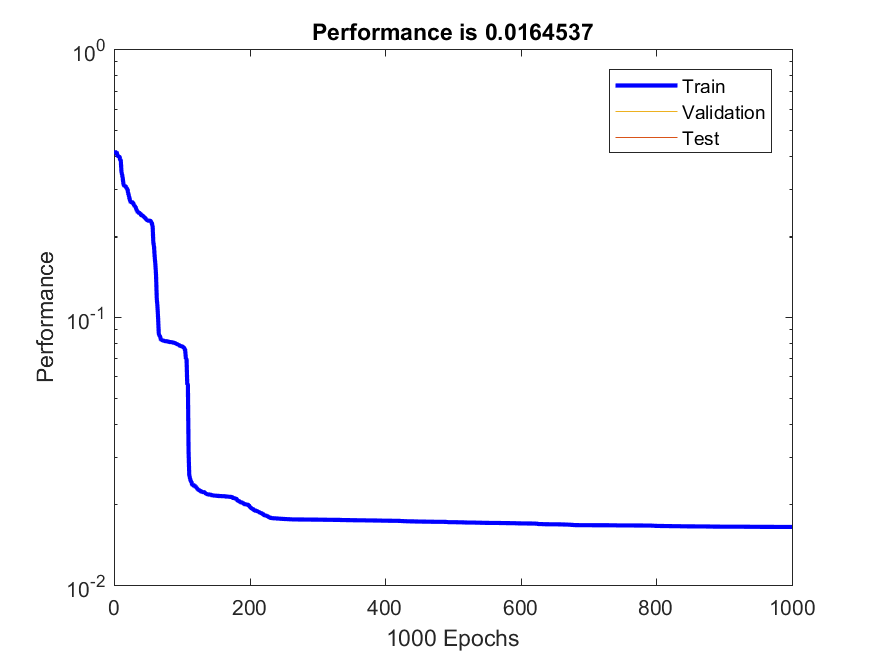 Performance is 0.0164537
10^0
Train
Validation
Test
10^-1
Performance
10^-2
0 200 400 600 800 1000
1000 Epochs